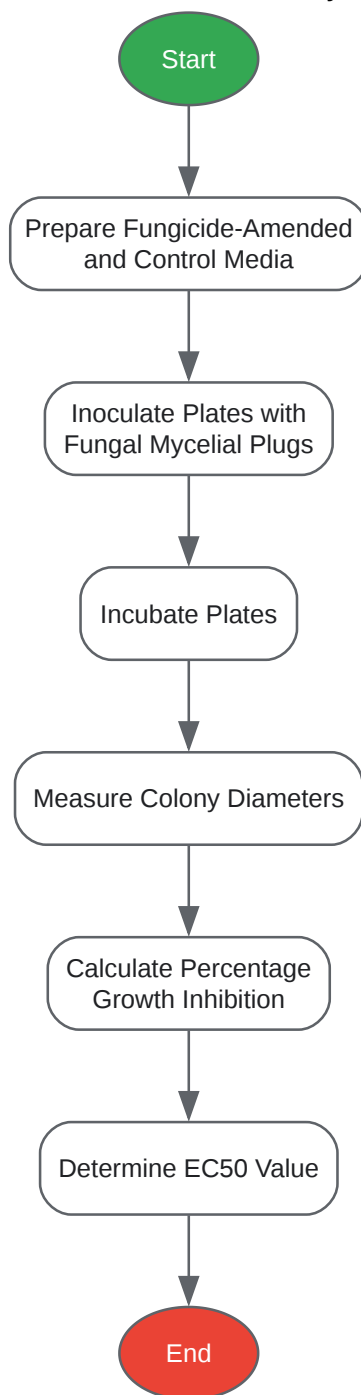 Start
Prepare Fungicide-Amended
and Control Media
Inoculate Plates with
Fungal Mycelial Plugs
Incubate Plates
Measure Colony Diameters
Calculate Percentage
Growth Inhibition
Determine EC50 Value
End